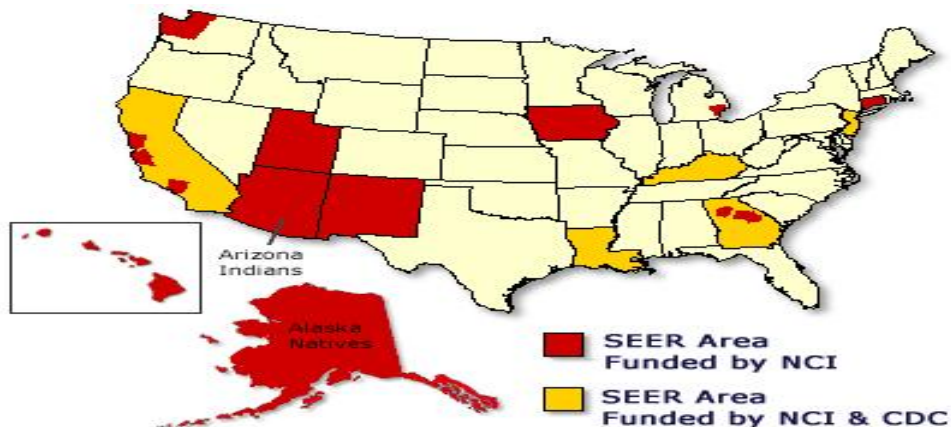 Arizona
Indians
Alaska
Natives
SEER Area
Funded by NCI
SEER Area
Funded by NCI & CDC